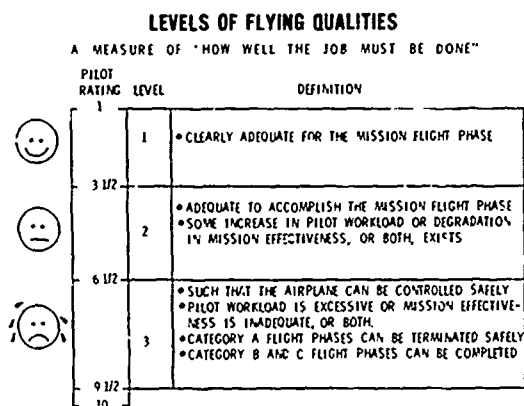 LEVELS OF FLYING QUALITIES
A MEASURE OF "HOW WELL THE JOB MUST BE DONE"
PILOT RATING LEVEL DEFINITION
1
1 • CLEARLY ADEQUATE FOR THE MISSION FLIGHT PHASE
3 1/2
• ADEQUATE TO ACCOMPLISH THE MISSION FLIGHT PHASE
2 • SOME INCREASE IN PILOT WORKLOAD OR DEGRADATION
IN MISSION EFFECTIVENESS, OR BOTH, EXISTS
6 1/2
• SUCH THAT THE AIRPLANE CAN BE CONTROLLED SAFELY
• PILOT WORKLOAD IS EXCESSIVE OR MISSION EFFECTIVE-
NESS IS INADEQUATE, OR BOTH.
3 • CATEGORY A FLIGHT PHASES CAN BE TERMINATED SAFELY
• CATEGORY B AND C FLIGHT PHASES CAN BE COMPLETED
9 1/2
10